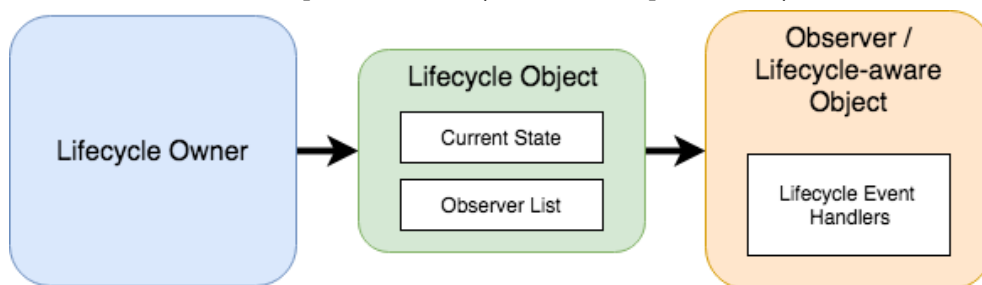 Lifecycle Owner
Lifecycle Object
Current State
Observer List
Observer /
Lifecycle-aware
Object
Lifecycle Event
Handlers